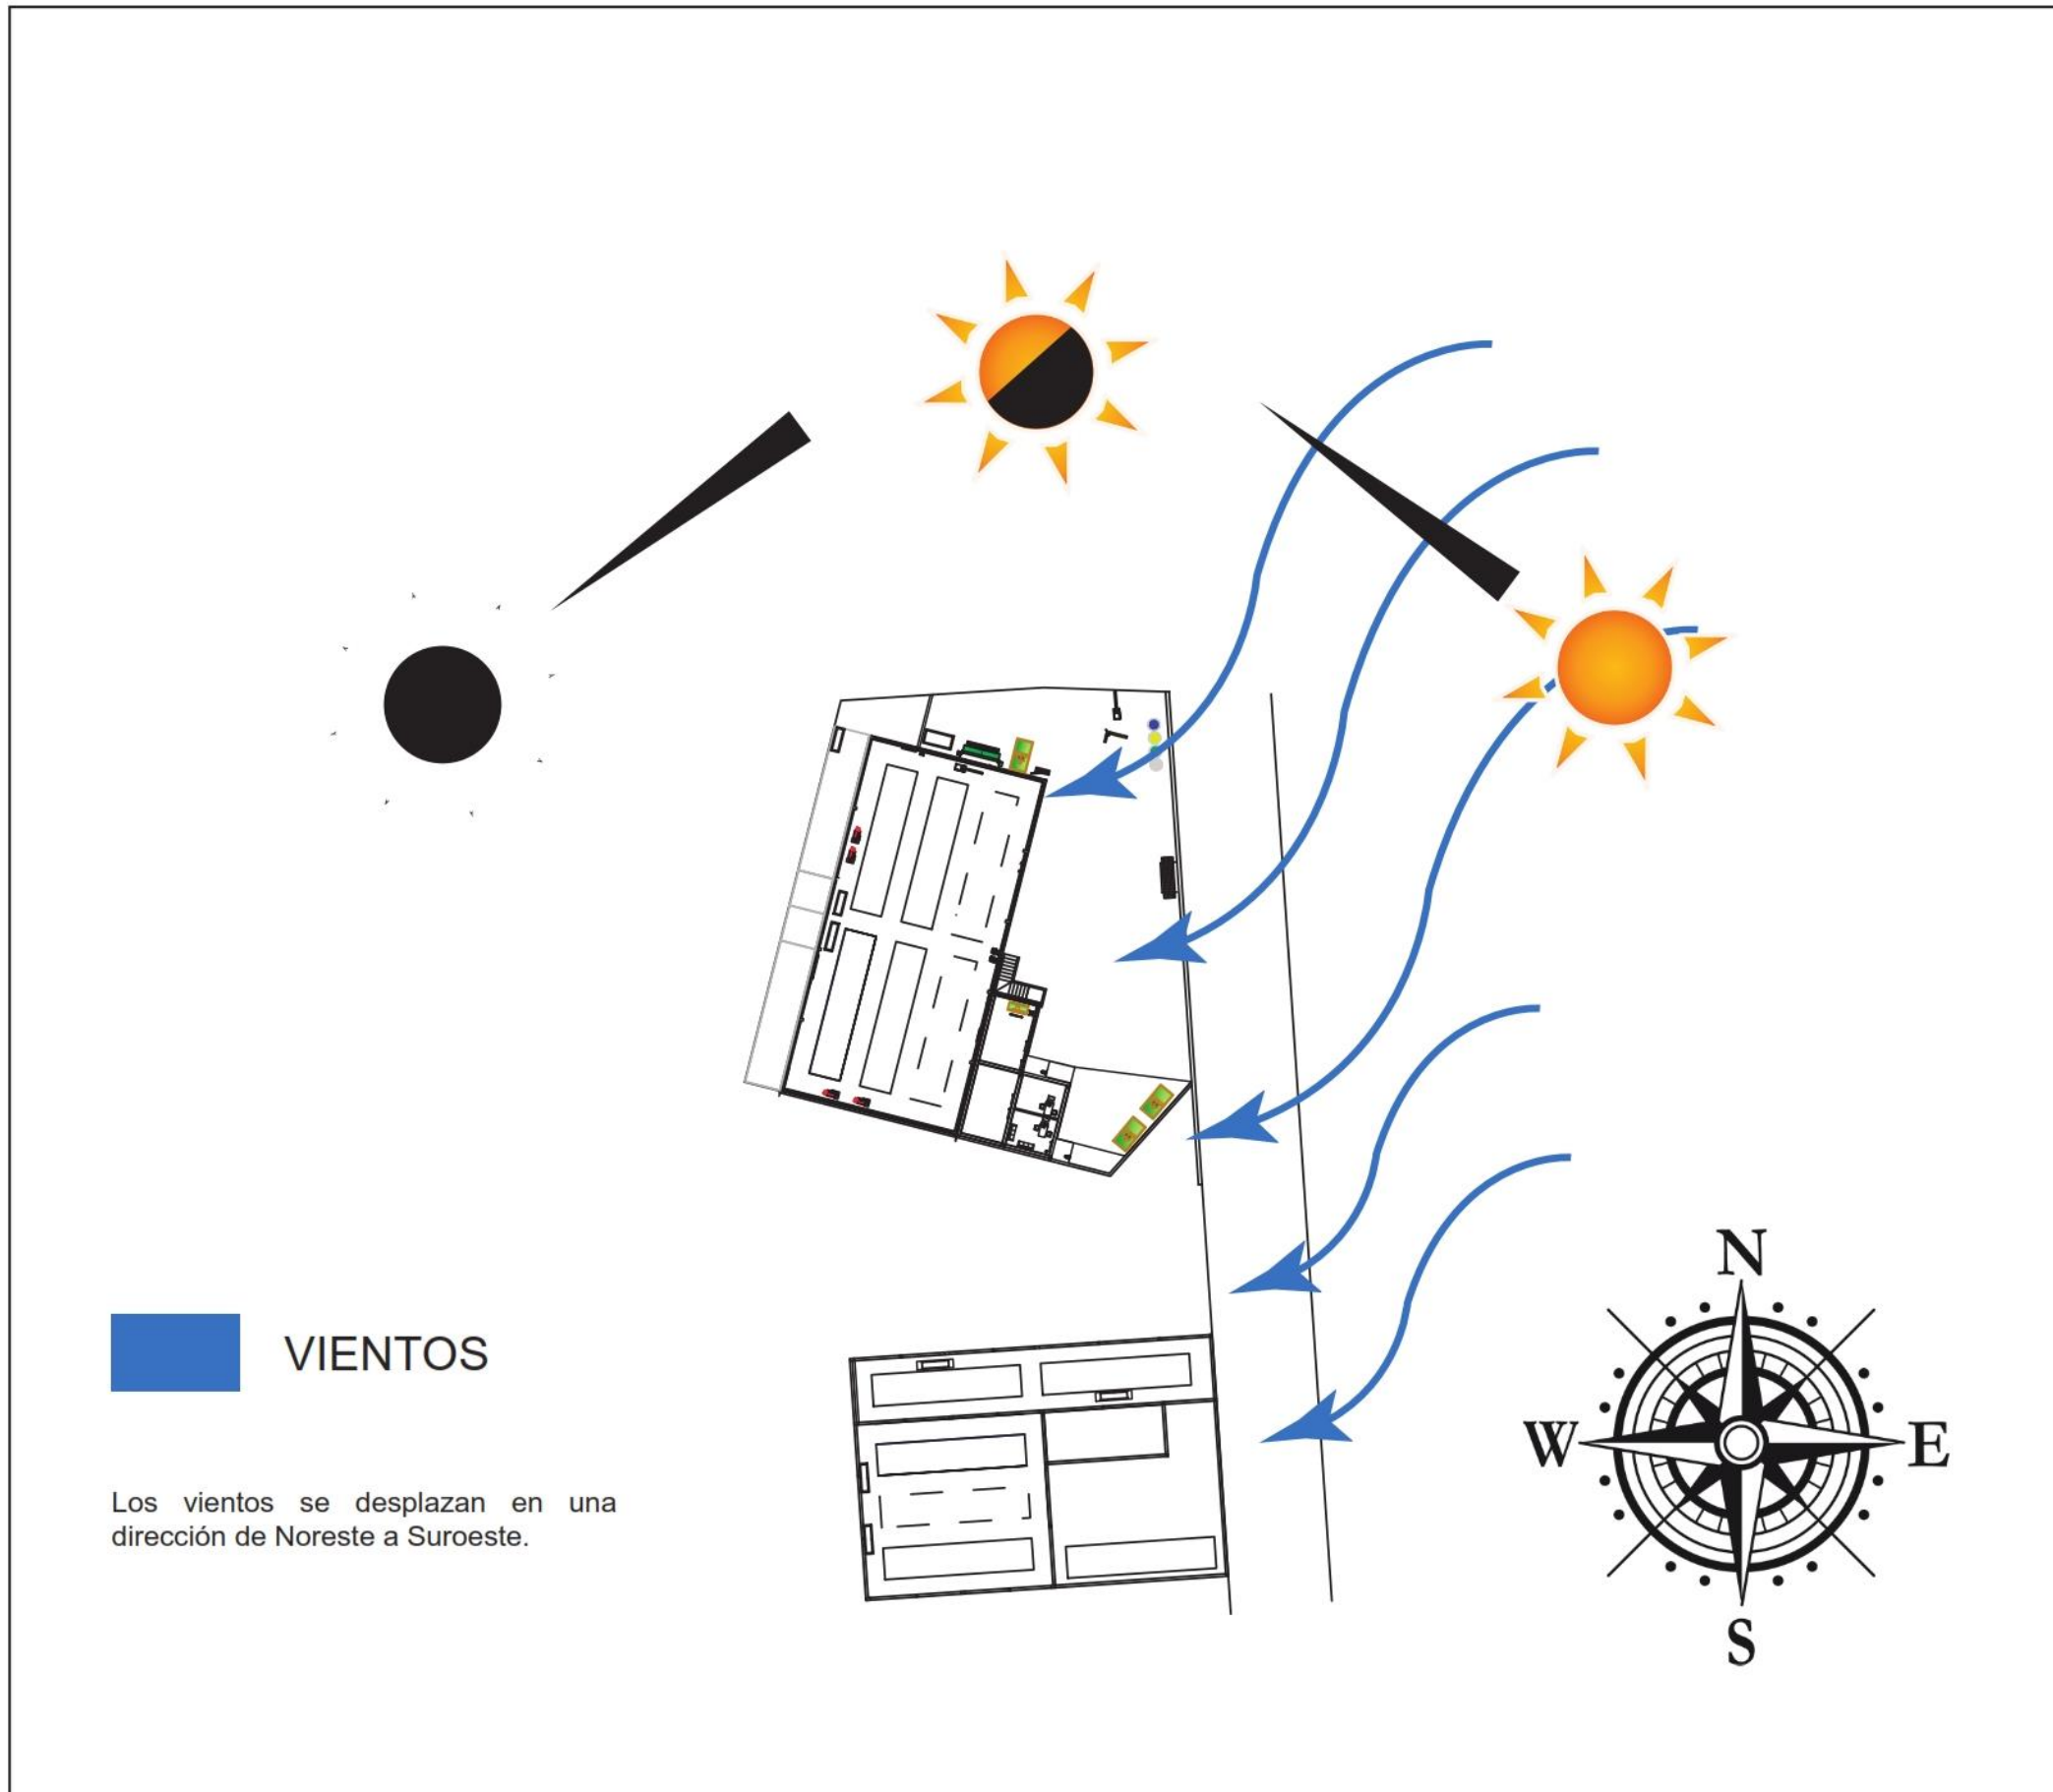 VIENTOS
Los vientos se desplazan en una
dirección de Noreste a Suroeste.
N
W
E
S